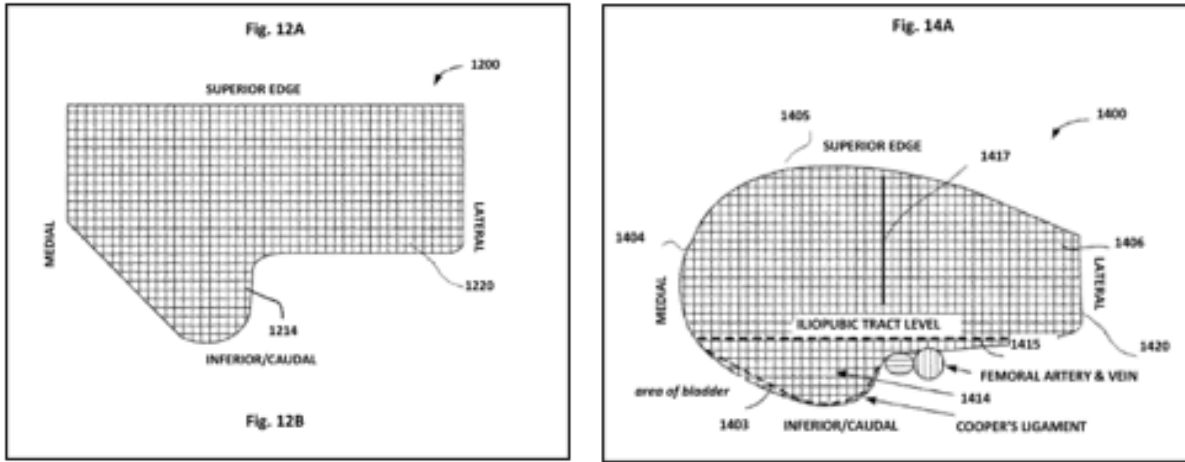 Fig. 12A
1200
SUPERIOR EDGE
MEDIAL
LATERAL
1220
1214
INFERIOR/CAUDAL
Fig. 12B
Fig. 14A
1400
1405
SUPERIOR EDGE
1417
1404
1406
MEDIAL
LATERAL
ILIOPUBIC TRACT LEVEL
1415
1420
FEMORAL ARTERY & VEIN
area of bladder
1414
1403
INFERIOR/CAUDAL
COOPER'S LIGAMENT